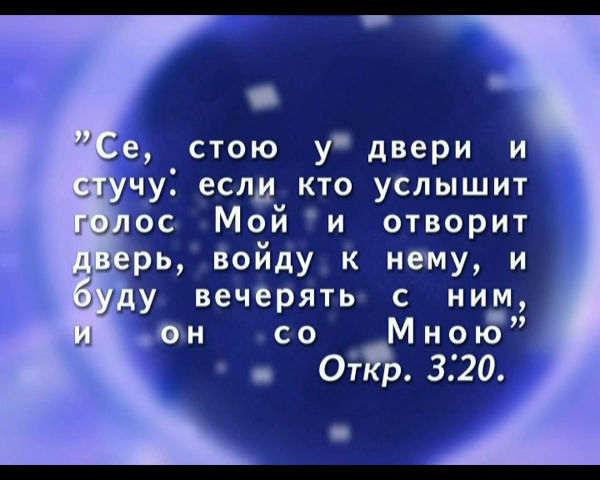 ”Се, стою у двери и
стучу: если кто услышит
голос Мой и отворит
дверь, войду к нему, и
буду вечерять с ним,
и он со Мною”
Откр. 3:20.